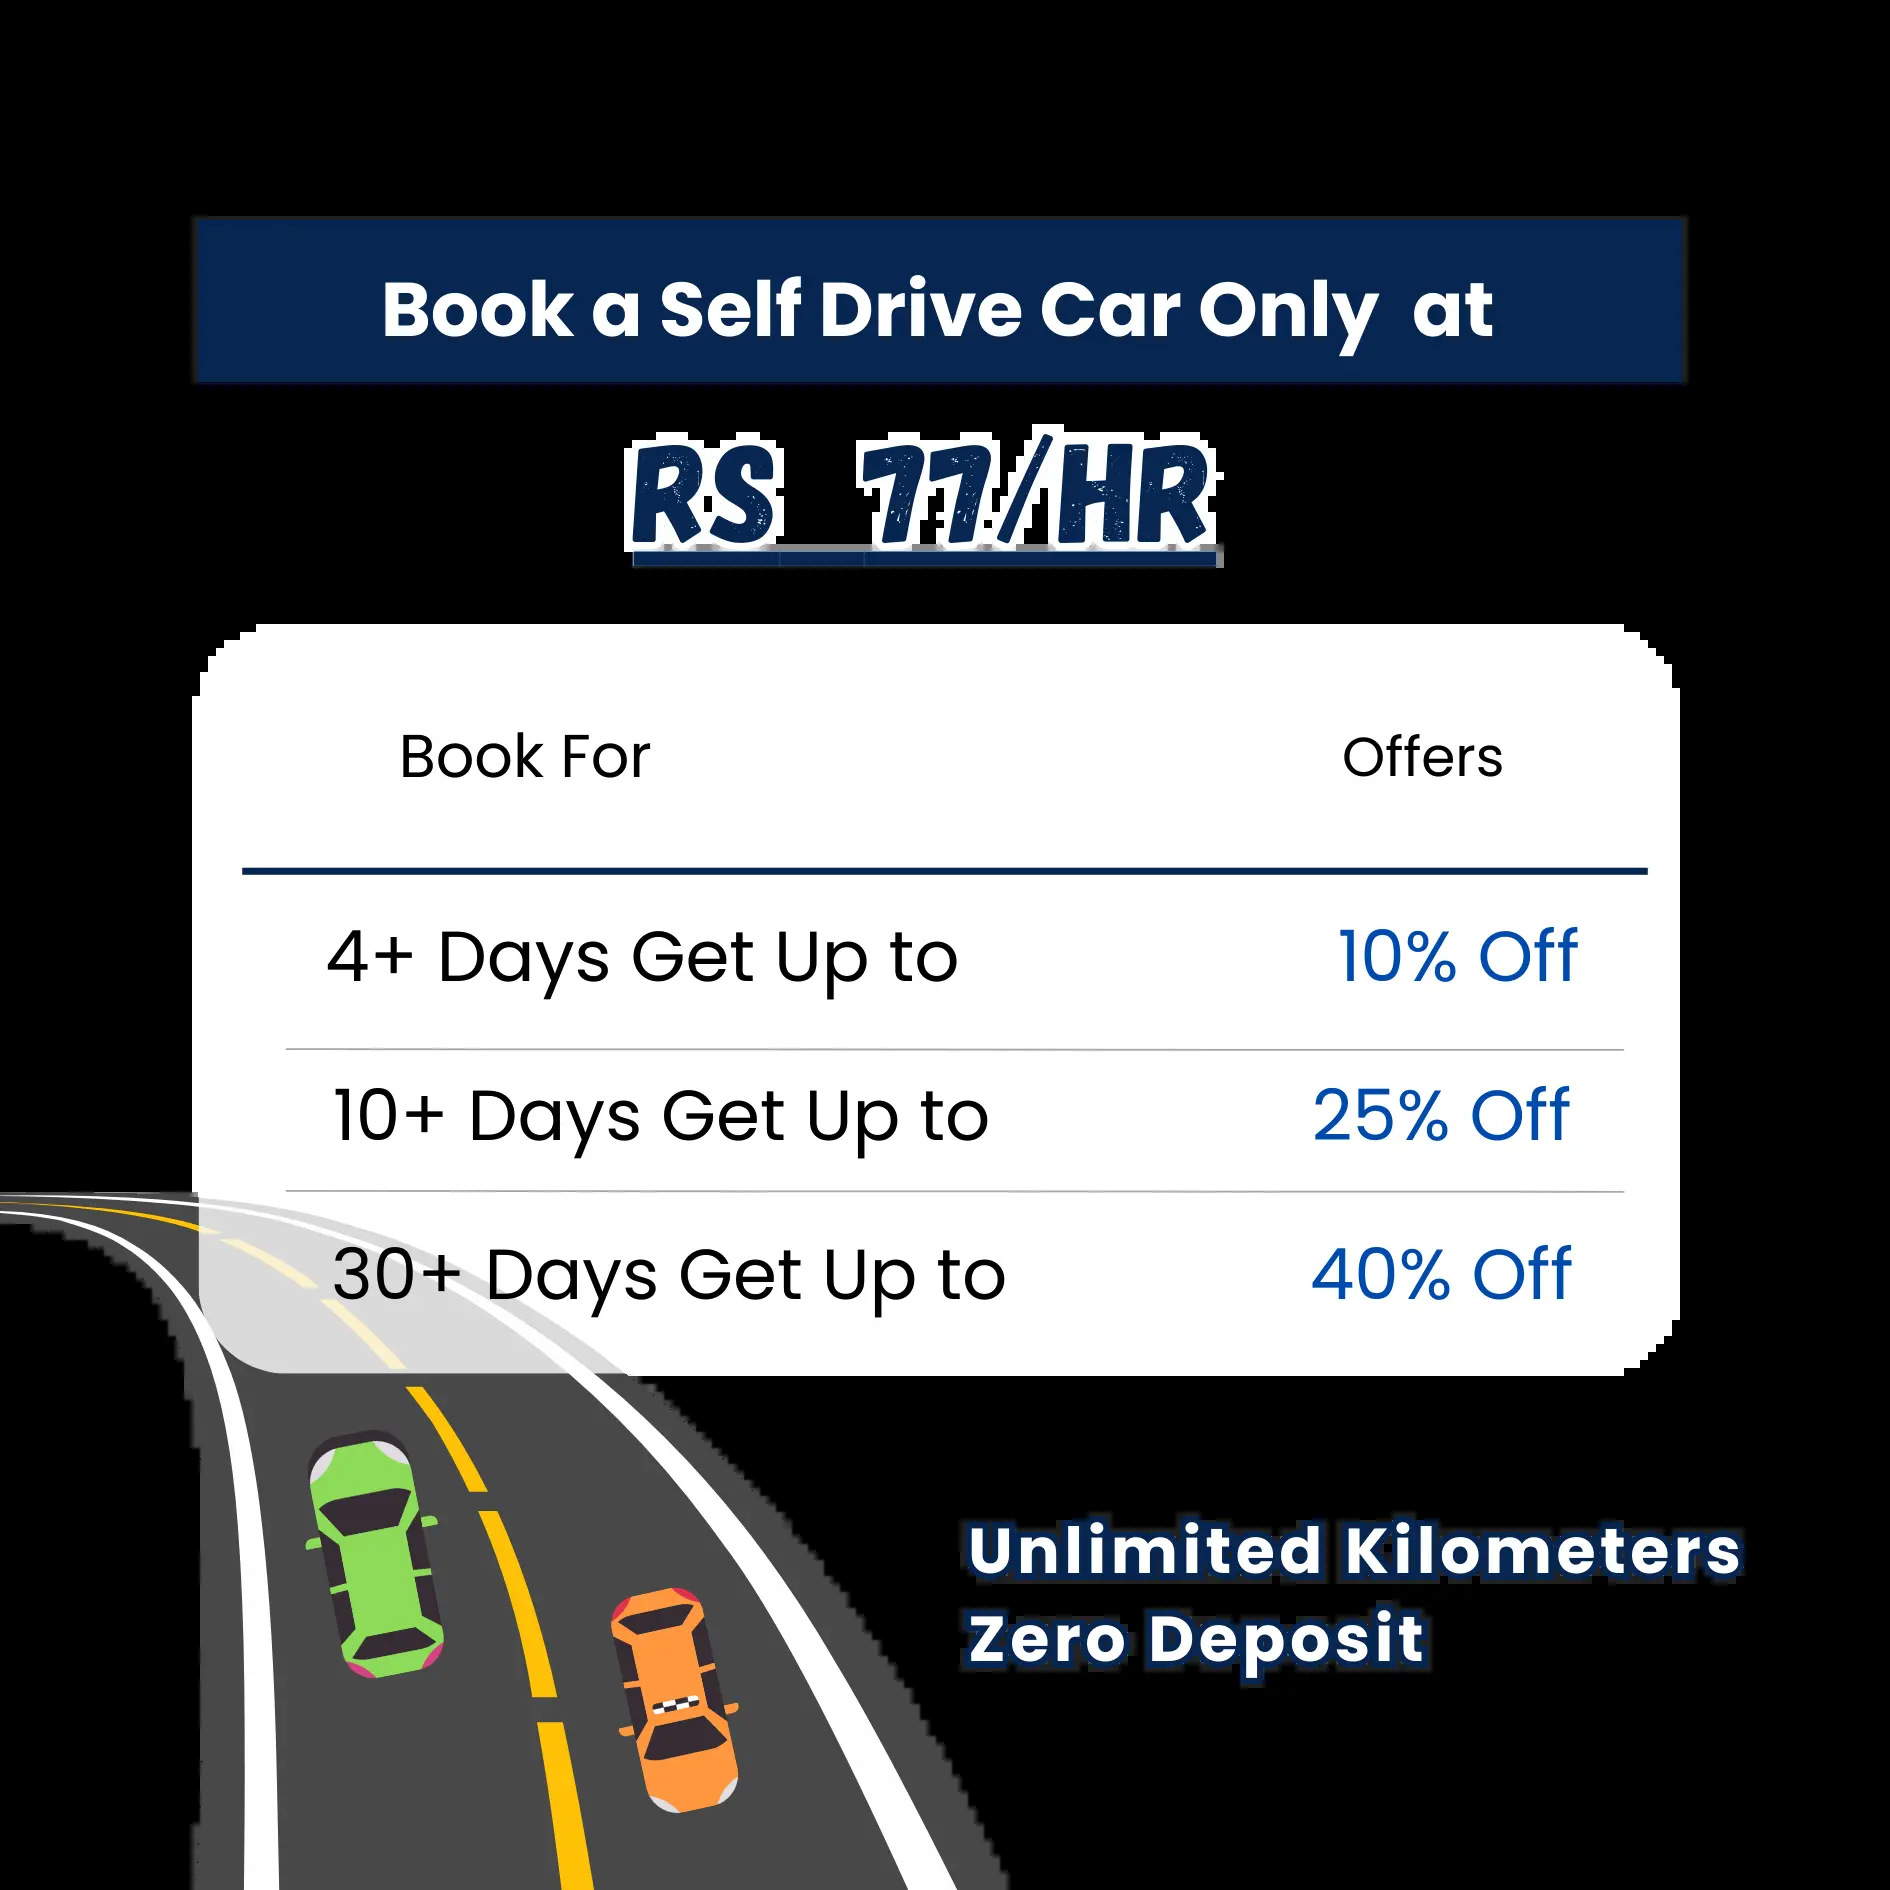 Book a Self Drive Car Only at
RS 77/HR
Book For Offers
4+ Days Get Up to 10% Off
10+ Days Get Up to 25% Off
30+ Days Get Up to 40% Off
Unlimited Kilometers
Zero Deposit